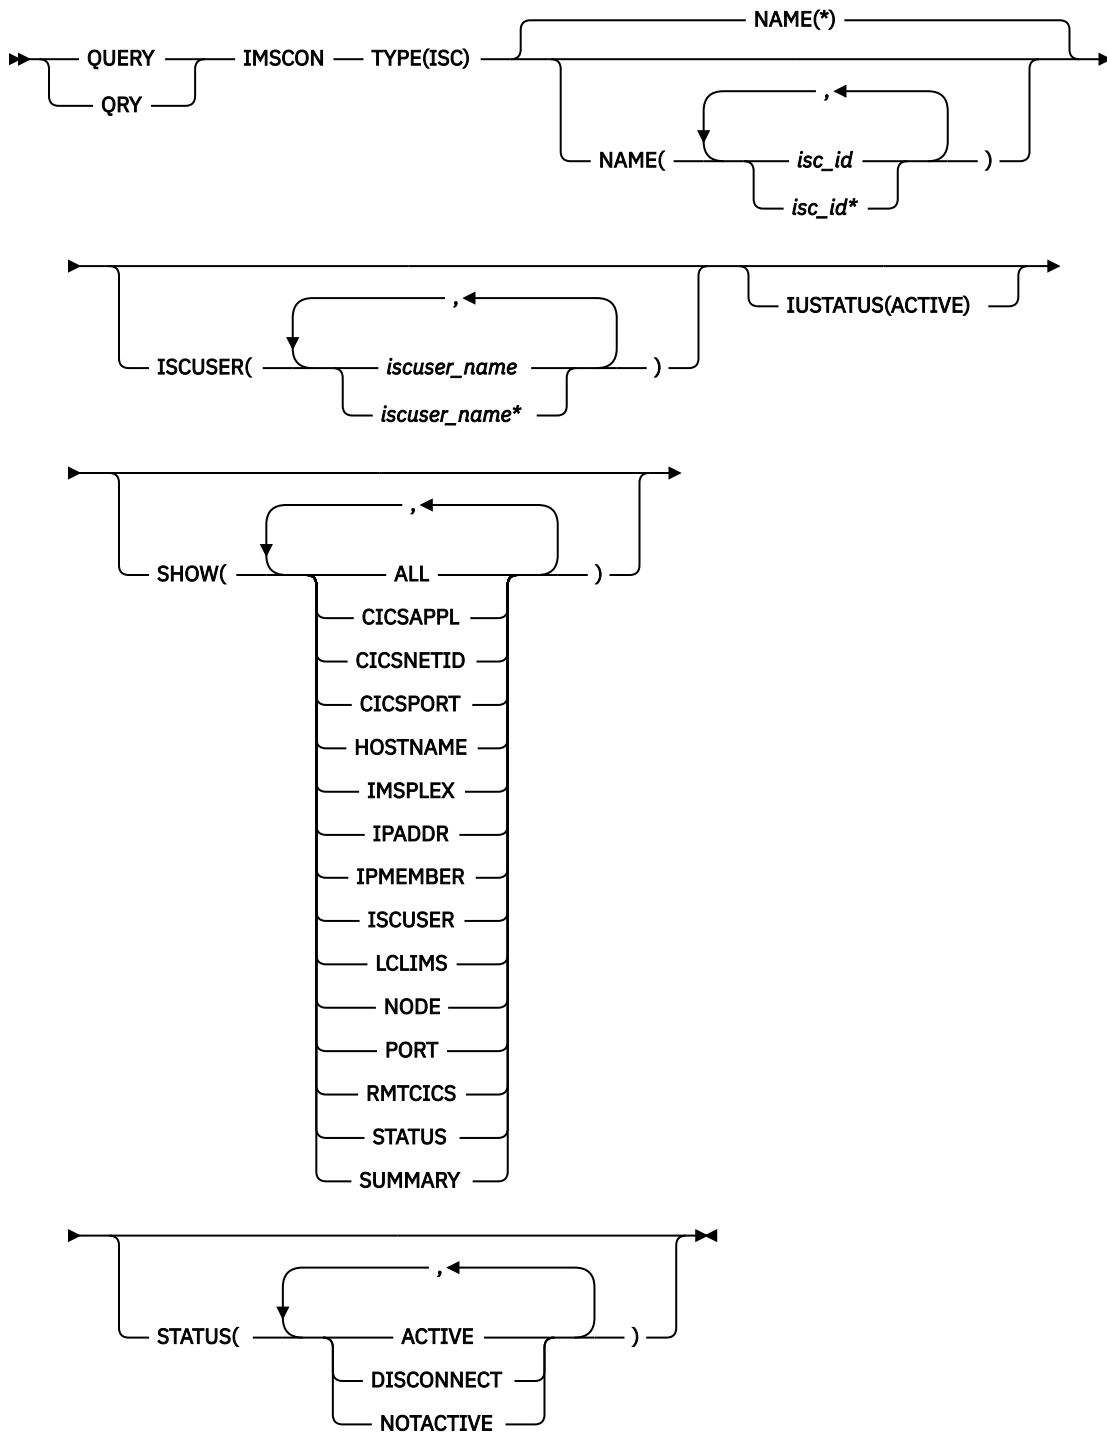 NAME(*)
QUERY IMSCON TYPE(ISC)
QRY
,
NAME( isc_id )
isc_id*
,
IUSTATUS(ACTIVE)
ISCUSER( iscuser_name )
iscuser_name*
,
SHOW( ALL )
CICSAPPL
CICSNETID
CICSPORT
HOSTNAME
IMSPLEX
IPADDR
IPMEMBER
ISCUSER
LCLIMS
NODE
PORT
RMTCICS
STATUS
SUMMARY
,
STATUS( ACTIVE )
DISCONNECT
NOTACTIVE